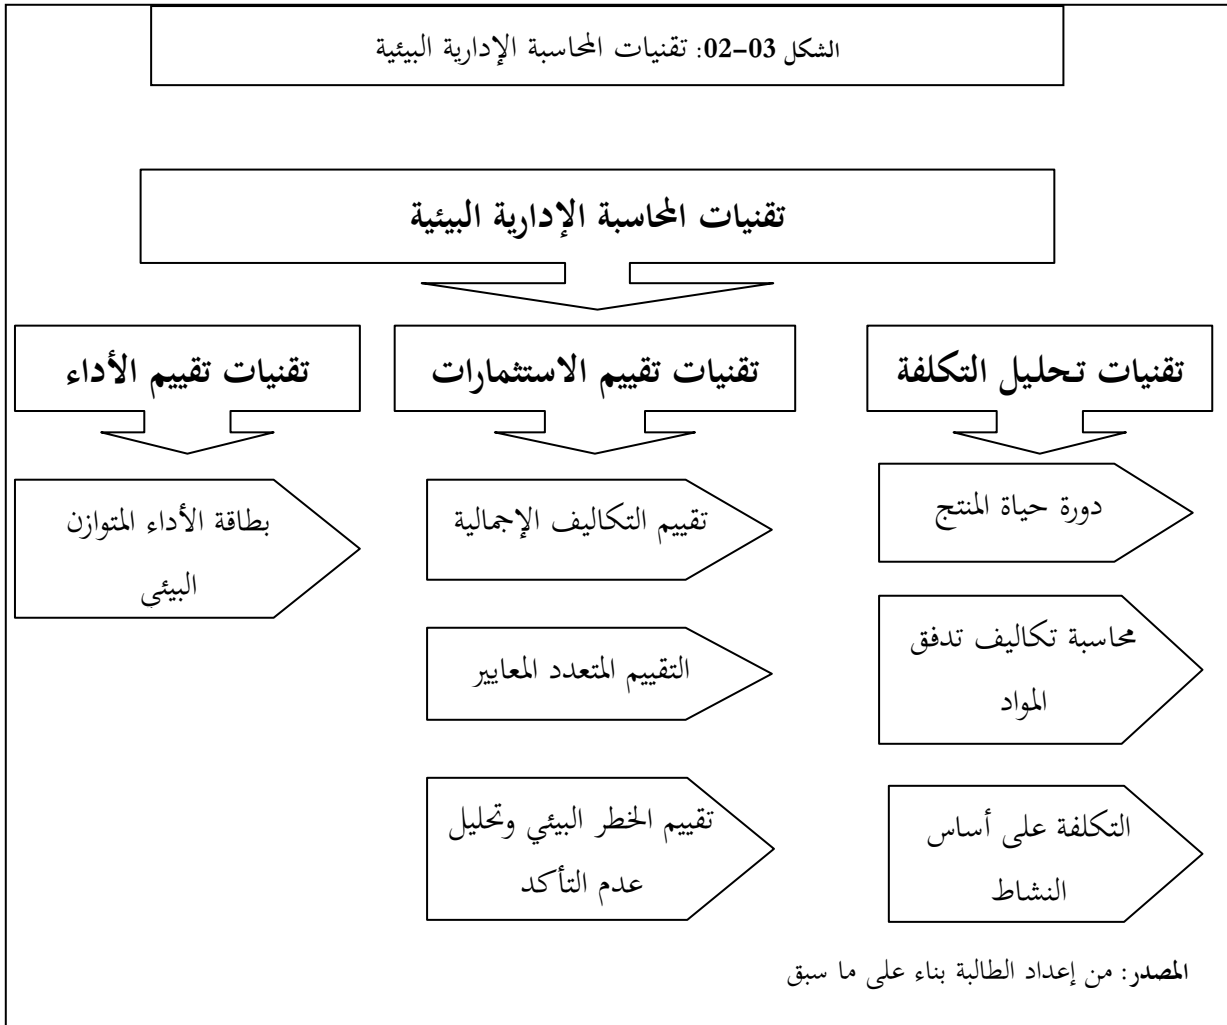 الشكل 03–02: تقنيات المحاسبة الإدارية البيئية
تقنيات المحاسبة الإدارية البيئية
تقنيات تحليل التكلفة
دورة حياة المنتج
محاسبة تكاليف تدفق
المواد
التكلفة على أساس
النشاط
تقنيات تقييم الاستثمارات
تقييم التكاليف الإجمالية
التقييم المتعدد المعايير
تقييم الخطر البيئي وتحليل
عدم التأكد
تقنيات تقييم الأداء
بطاقة الأداء المتوازن
البيئي
المصدر: من إعداد الطالبة بناء على ما سبق